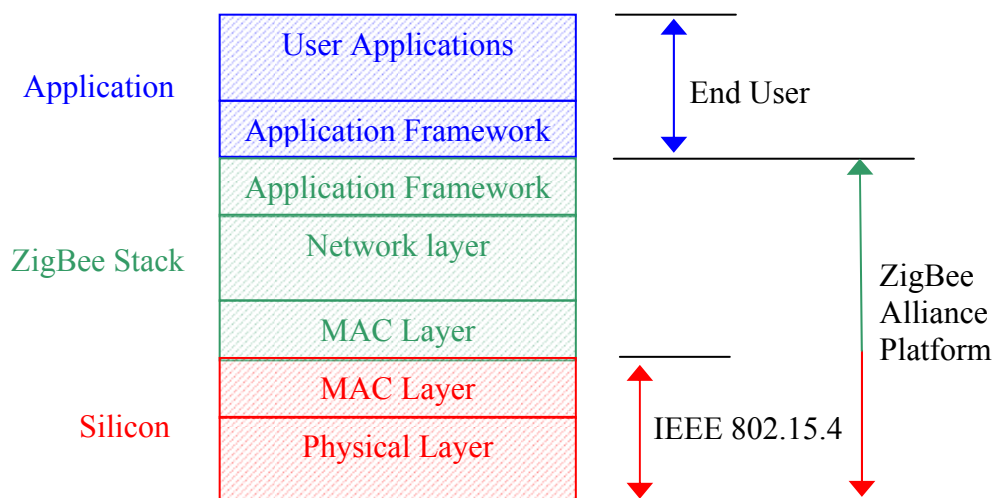 User Applications
Application
End User
Application Framework
Application Framework
ZigBee Stack
Network layer
ZigBee
Alliance
Platform
MAC Layer
MAC Layer
Silicon
IEEE 802.15.4
Physical Layer